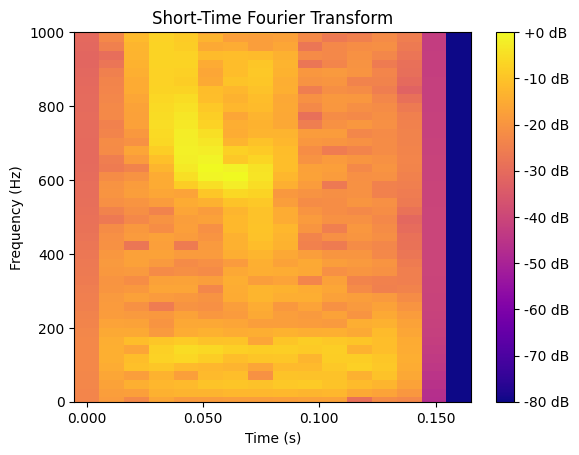 Short-Time Fourier Transform
Frequency (Hz)
1000
800
600
400
200
0
0.000
0.050
0.100
0.150
Time (s)
+0 dB
-10 dB
-20 dB
-30 dB
-40 dB
-50 dB
-60 dB
-70 dB
-80 dB